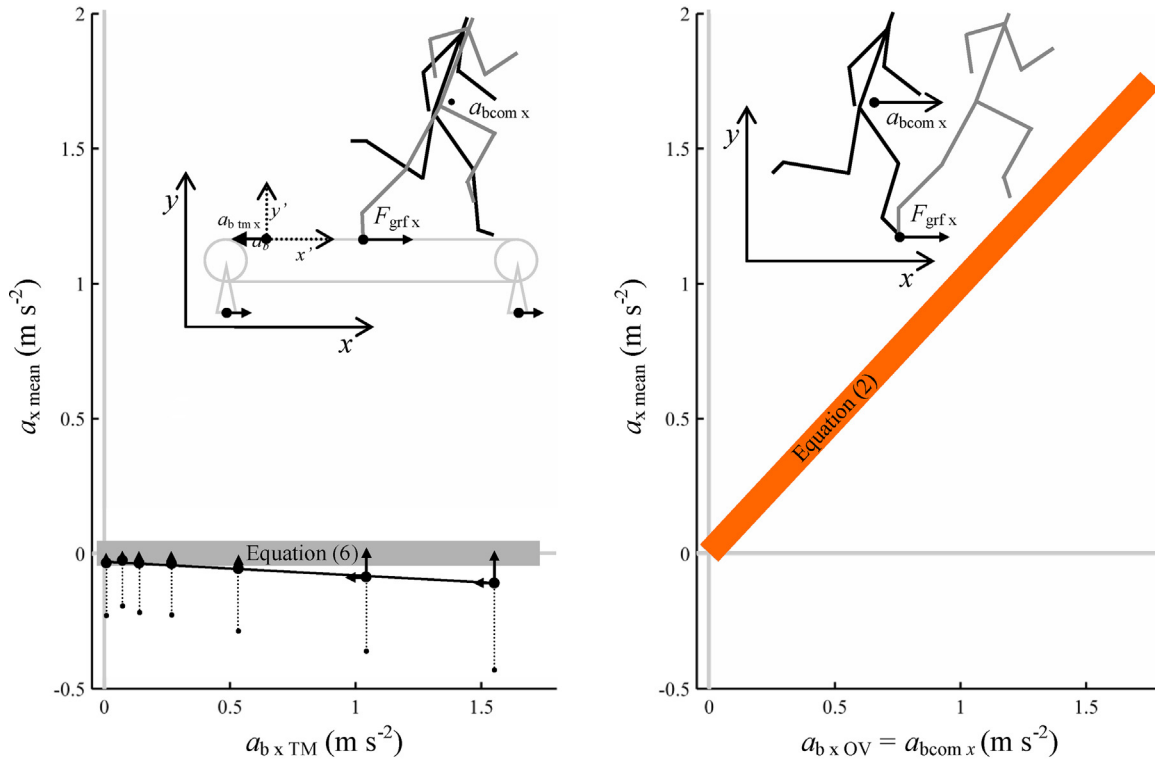 2
1.5
1
0.5
0
-0.5
a_x mean (m s⁻²)
0
0.5
1
1.5
a_b x TM (m s⁻²)
a_bcom x
y
a_b tm x
y'
a_b
x'
F_grf x
x
Equation (6)
2
1.5
1
0.5
0
-0.5
a_x mean (m s⁻²)
0
0.5
1
1.5
a_b x OV = a_bcom x (m s⁻²)
y
a_bcom x
F_grf x
x
Equation (2)